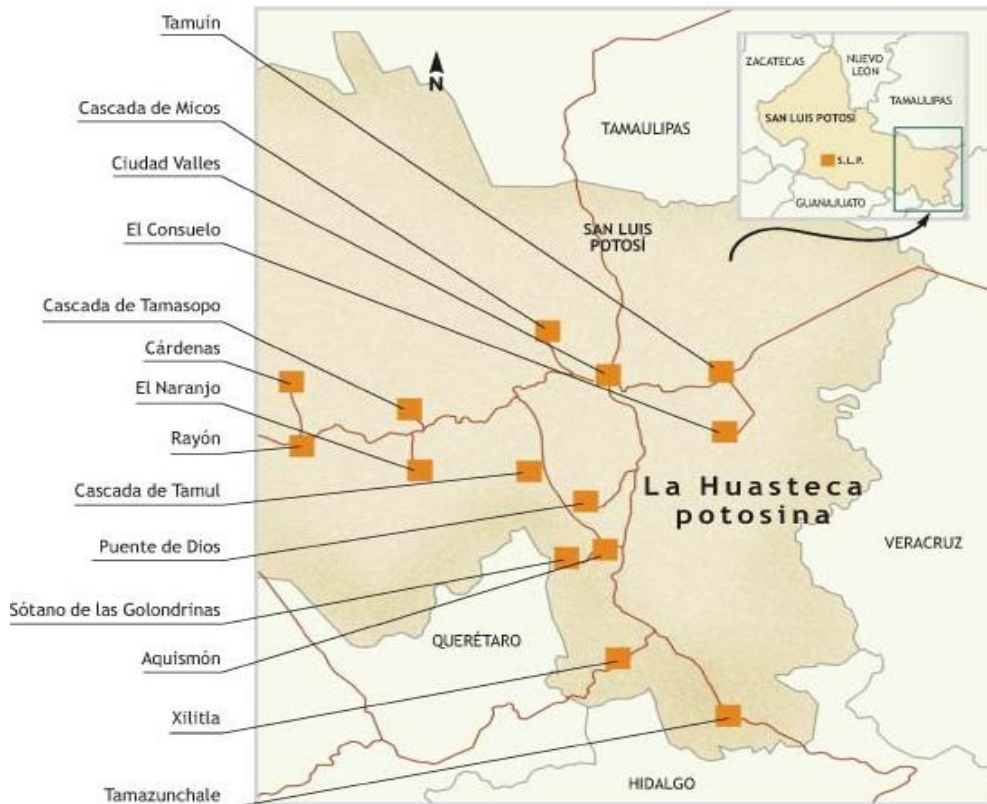 Tamuín
Cascada de Micos
Ciudad Valles
El Consuelo
Cascada de Tamasopo
Cárdenas
El Naranjo
Rayón
Cascada de Tamul
Puente de Dios
Sótano de las Golondrinas
Aquismón
Xilitla
Tamazunchale
N
TAMAULIPAS
SAN LUIS
POTOSÍ
La Huasteca
potosina
VERACRUZ
QUERÉTARO
HIDALGO
ZACATECAS
NUEVO
LEÓN
TAMAULIPAS
SAN LUIS POTOSÍ
S.L.P.
GUANAJUATO